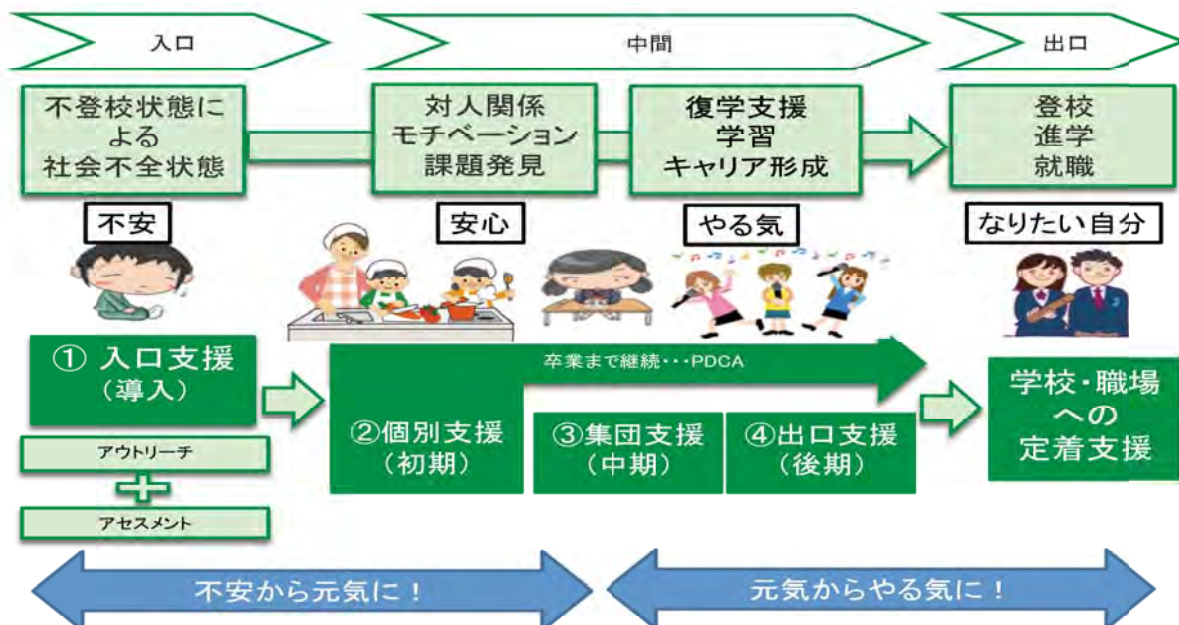 入口
中間
出口
不登校状態に
よる
社会不全状態
対人関係
モチベーション
課題発見
復学支援
学習
キャリア形成
登校
進学
就職
不安
安心
やる気
なりたい自分
① 入口支援
（導入）
卒業まで継続・・・PDCA
②個別支援
（初期）
③集団支援
（中期）
④出口支援
（後期）
学校・職場
への
定着支援
アウトリーチ
アセスメント
不安から元気に！
元気からやる気に！